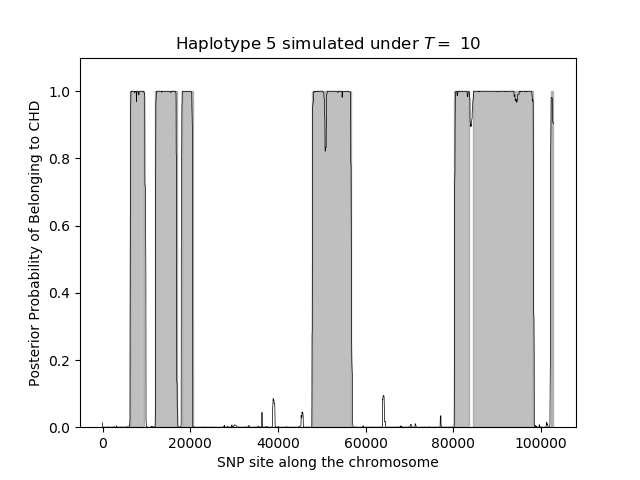 Haplotype 5 simulated under T = 10
Posterior Probability of Belonging to CHD
1.0
0.8
0.6
0.4
0.2
0.0
0 20000 40000 60000 80000 100000
SNP site along the chromosome